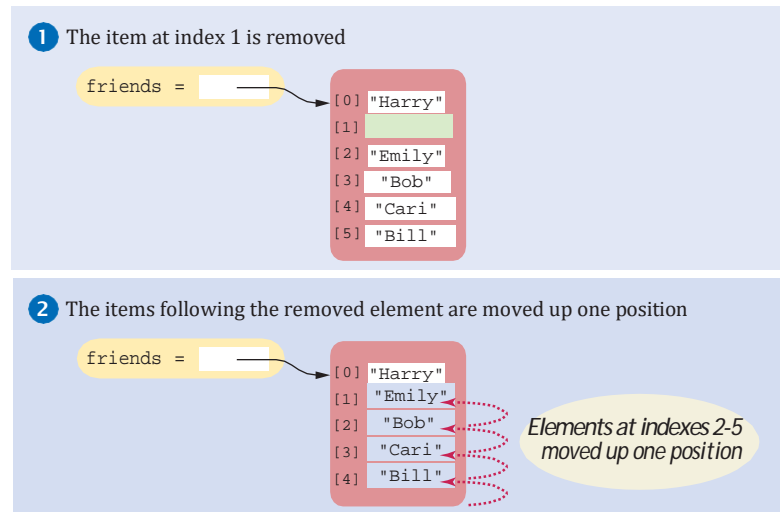 1 The item at index 1 is removed
friends =
[0] "Harry"
[1]
[2] "Emily"
[3] "Bob"
[4] "Cari"
[5] "Bill"
2 The items following the removed element are moved up one position
friends =
[0] "Harry"
[1] "Emily"
[2] "Bob"
[3] "Cari"
[4] "Bill"
Elements at indexes 2-5
moved up one position